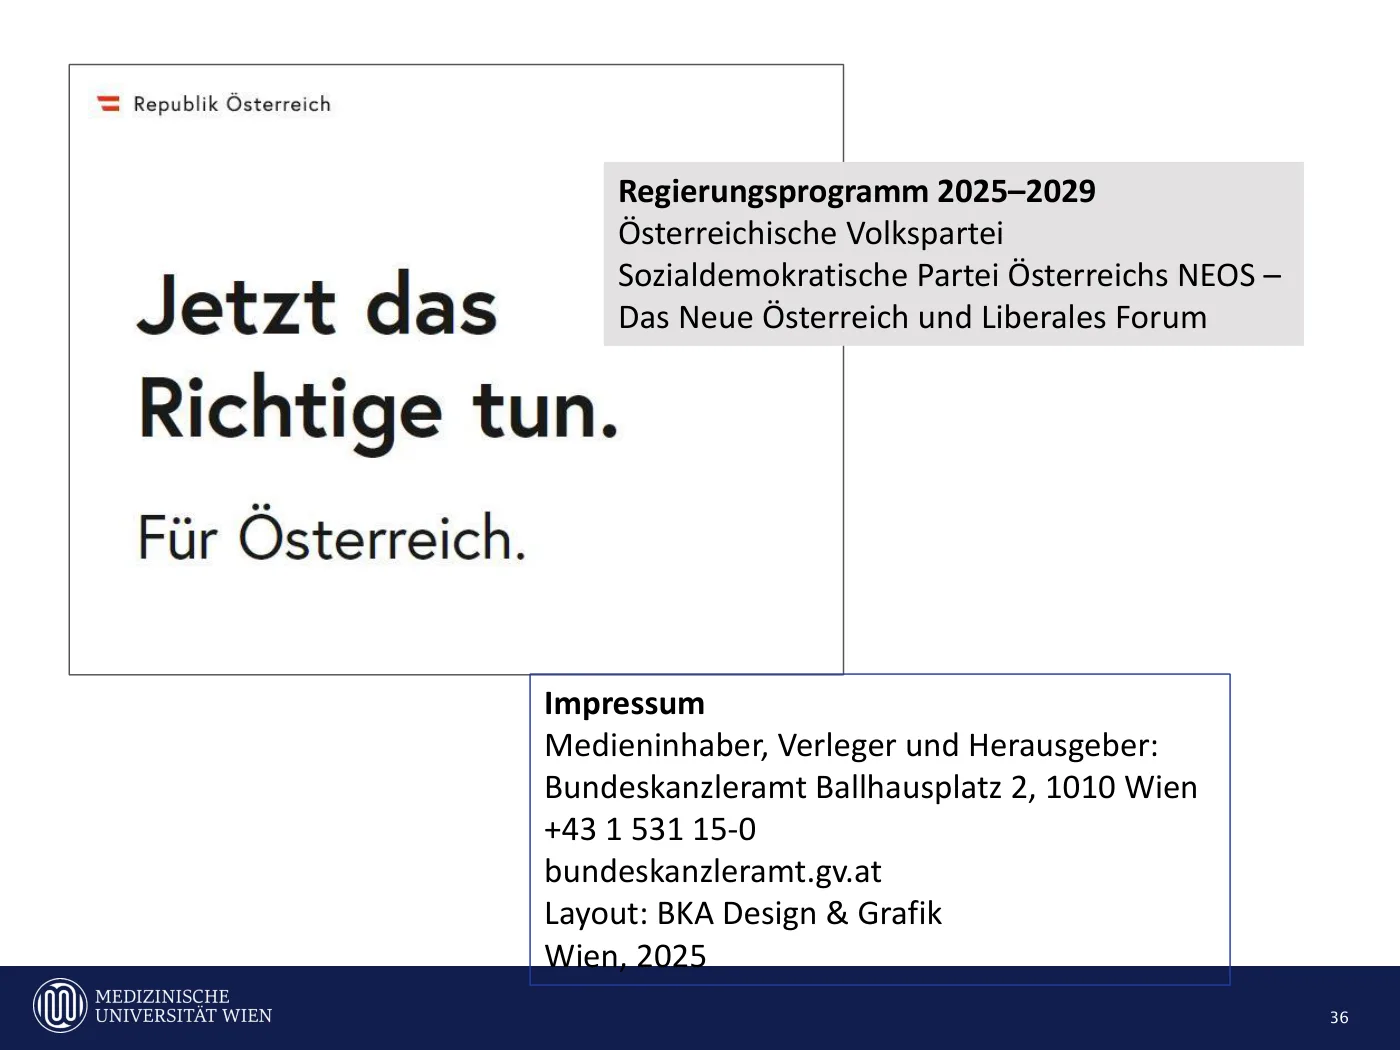 Republik Österreich
Regierungsprogramm 2025–2029
Österreichische Volkspartei
Sozialdemokratische Partei Österreichs NEOS –
Das Neue Österreich und Liberales Forum
Jetzt das
Richtige tun.
Für Österreich.
Impressum
Medieninhaber, Verleger und Herausgeber:
Bundeskanzleramt Ballhausplatz 2, 1010 Wien
+43 1 531 15-0
bundeskanzleramt.gv.at
Layout: BKA Design & Grafik
Wien, 2025
MEDIZINISCHE
UNIVERSITÄT WIEN
36